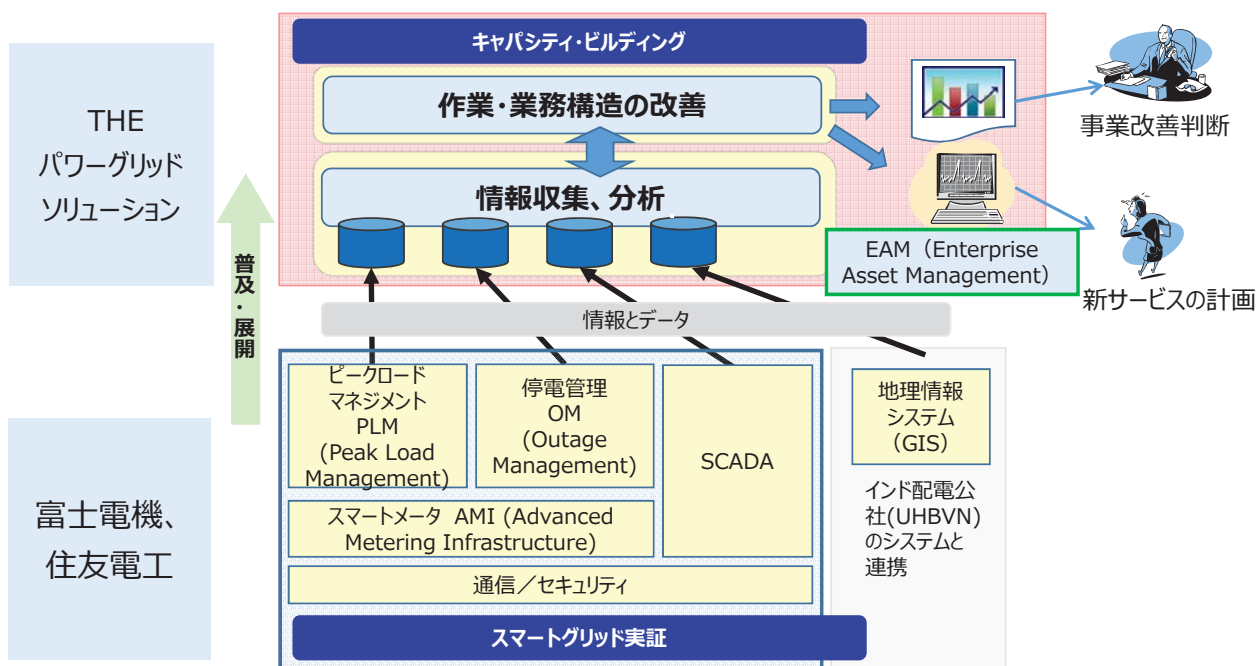 THE
パワーグリッド
ソリューション
富士電機、
住友電工
普及・展開
キャパシティ・ビルディング
作業・業務構造の改善
情報収集、分析
事業改善判断
EAM（Enterprise
Asset Management）
新サービスの計画
情報とデータ
ピークロード
マネジメント
PLM
(Peak Load
Management)
停電管理
OM
(Outage
Management)
SCADA
スマートメータ AMI (Advanced
Metering Infrastructure)
通信／セキュリティ
スマートグリッド実証
地理情報
システム
（GIS）
インド配電公
社(UHBVN)
のシステムと
連携